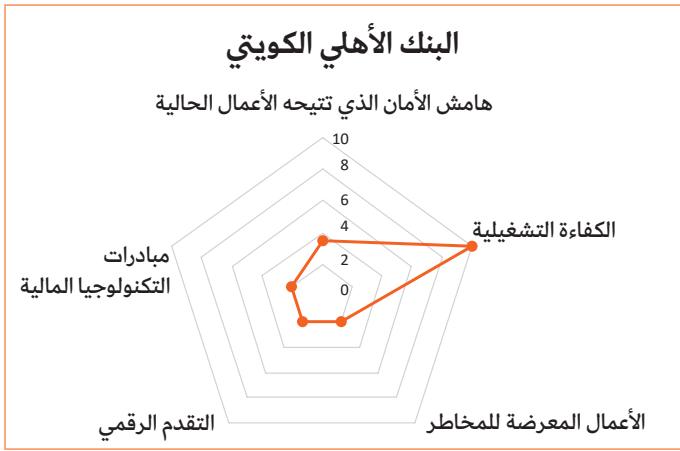 البنك الأهلي الكويتي
هامش الأمان الذي تتيحه الأعمال الحالية
10
8
6
4
2
0
الكفاءة التشغيلية
مبادرات
التكنولوجيا المالية
الأعمال المعرضة للمخاطر
التقدم الرقمي